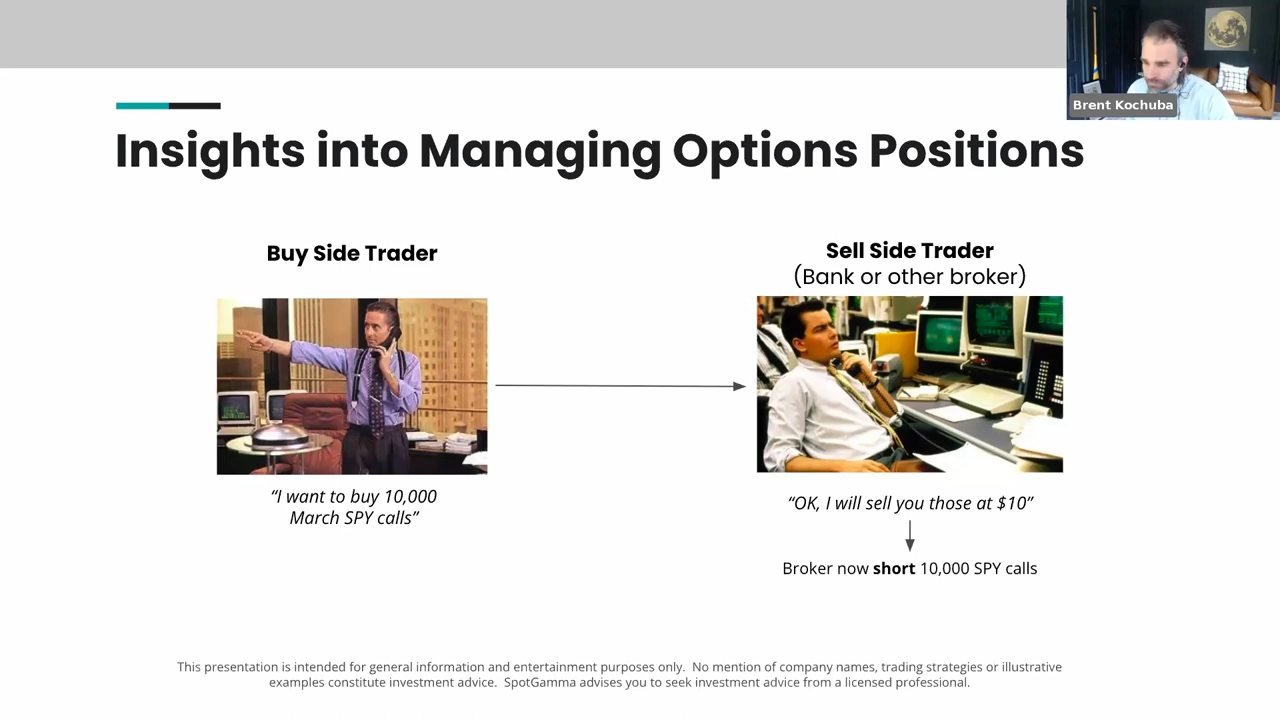 Brent Kochuba
Insights into Managing Options Positions
Buy Side Trader
Sell Side Trader
(Bank or other broker)
“I want to buy 10,000
March SPY calls”
“OK, I will sell you those at $10”
Broker now short 10,000 SPY calls
This presentation is intended for general information and entertainment purposes only. No mention of company names, trading strategies or illustrative
examples constitute investment advice. SpotGamma advises you to seek investment advice from a licensed professional.